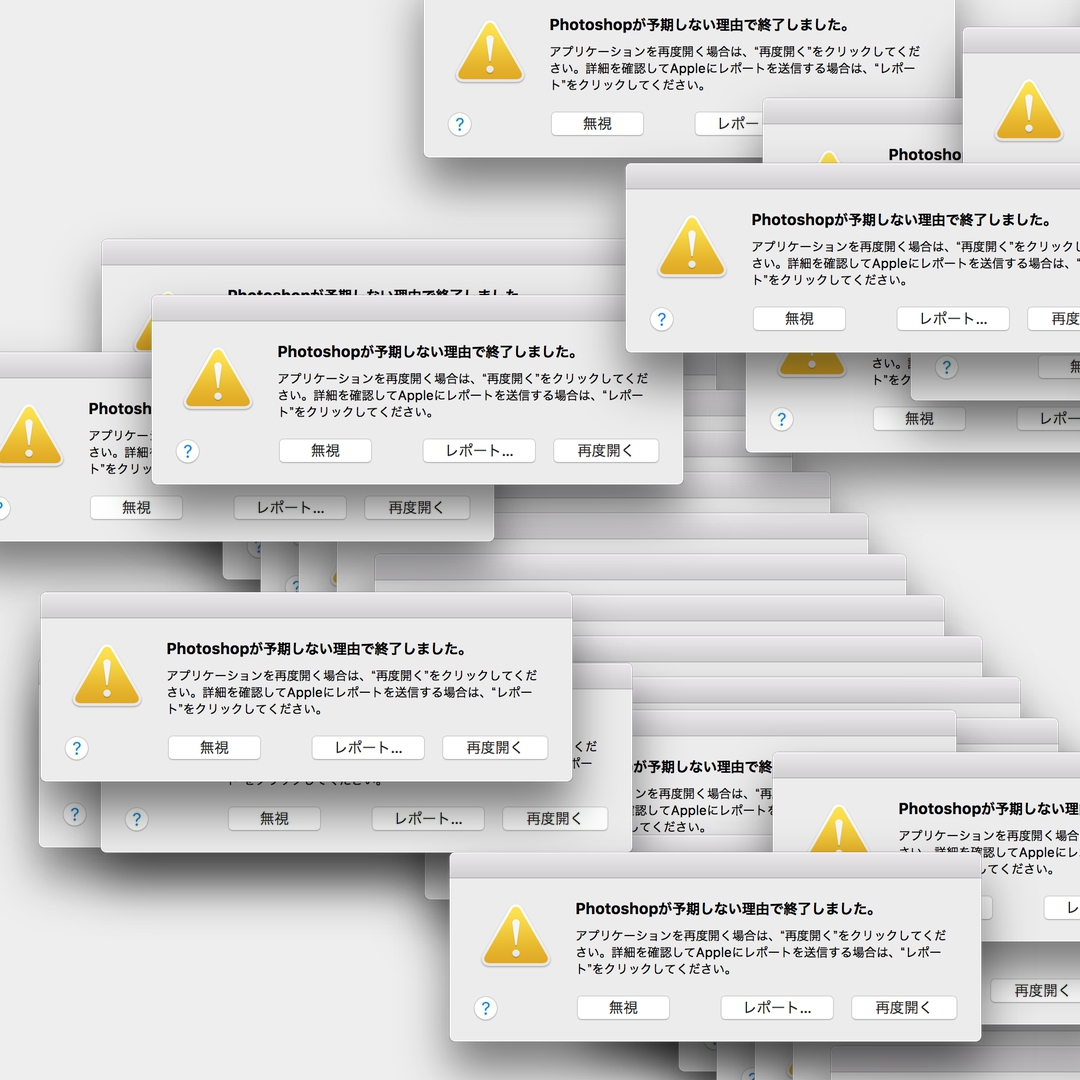 Photoshopが予期しない理由で終了しました。
アプリケーションを再度開く場合は、“再度開く”をクリックしてくだ
さい。詳細を確認してAppleにレポートを送信する場合は、“レポー
ト”をクリックしてください。
?
無視
レポー
Photosho
Photoshopが予期しない理由で終了しました。
アプリケーションを再度開く場合は、“再度開く”をクリックし
さい。詳細を確認してAppleにレポートを送信する場合は、“
ト”をクリックしてください。
?
無視
レポート...
再度
Photoshopが予期しない理由で終了しました
さい。
ト”をク
?
?
無視
レポー
Photoshopが予期しない理由で終了しました。
アプリケーションを再度開く場合は、“再度開く”をクリックしてくだ
さい。詳細を確認してAppleにレポートを送信する場合は、“レポー
ト”をクリックしてください。
?
無視
レポート...
再度開く
Photosh
アプリケー
さい。詳細
ト”をクリッ
?
無視
レポート...
再度開く
?
?
Photoshopが予期しない理由で終了しました。
アプリケーションを再度開く場合は、“再度開く”をクリックしてくだ
さい。詳細を確認してAppleにレポートを送信する場合は、“レポー
ト”をクリックしてください。
?
無視
レポート...
再度開く
くだ
ポー
?
?
無視
レポート...
再度開く
が予期しない理由で終
ンを再度開く場合は、“再
認してAppleにレポートを
してください。
Photoshopが予期しない理
アプリケーションを再度開く場合
さい。詳細を確認してAppleにレ
してください。
レ
再度開く
Photoshopが予期しない理由で終了しました。
アプリケーションを再度開く場合は、“再度開く”をクリックしてくだ
さい。詳細を確認してAppleにレポートを送信する場合は、“レポー
ト”をクリックしてください。
?
無視
レポート...
再度開く